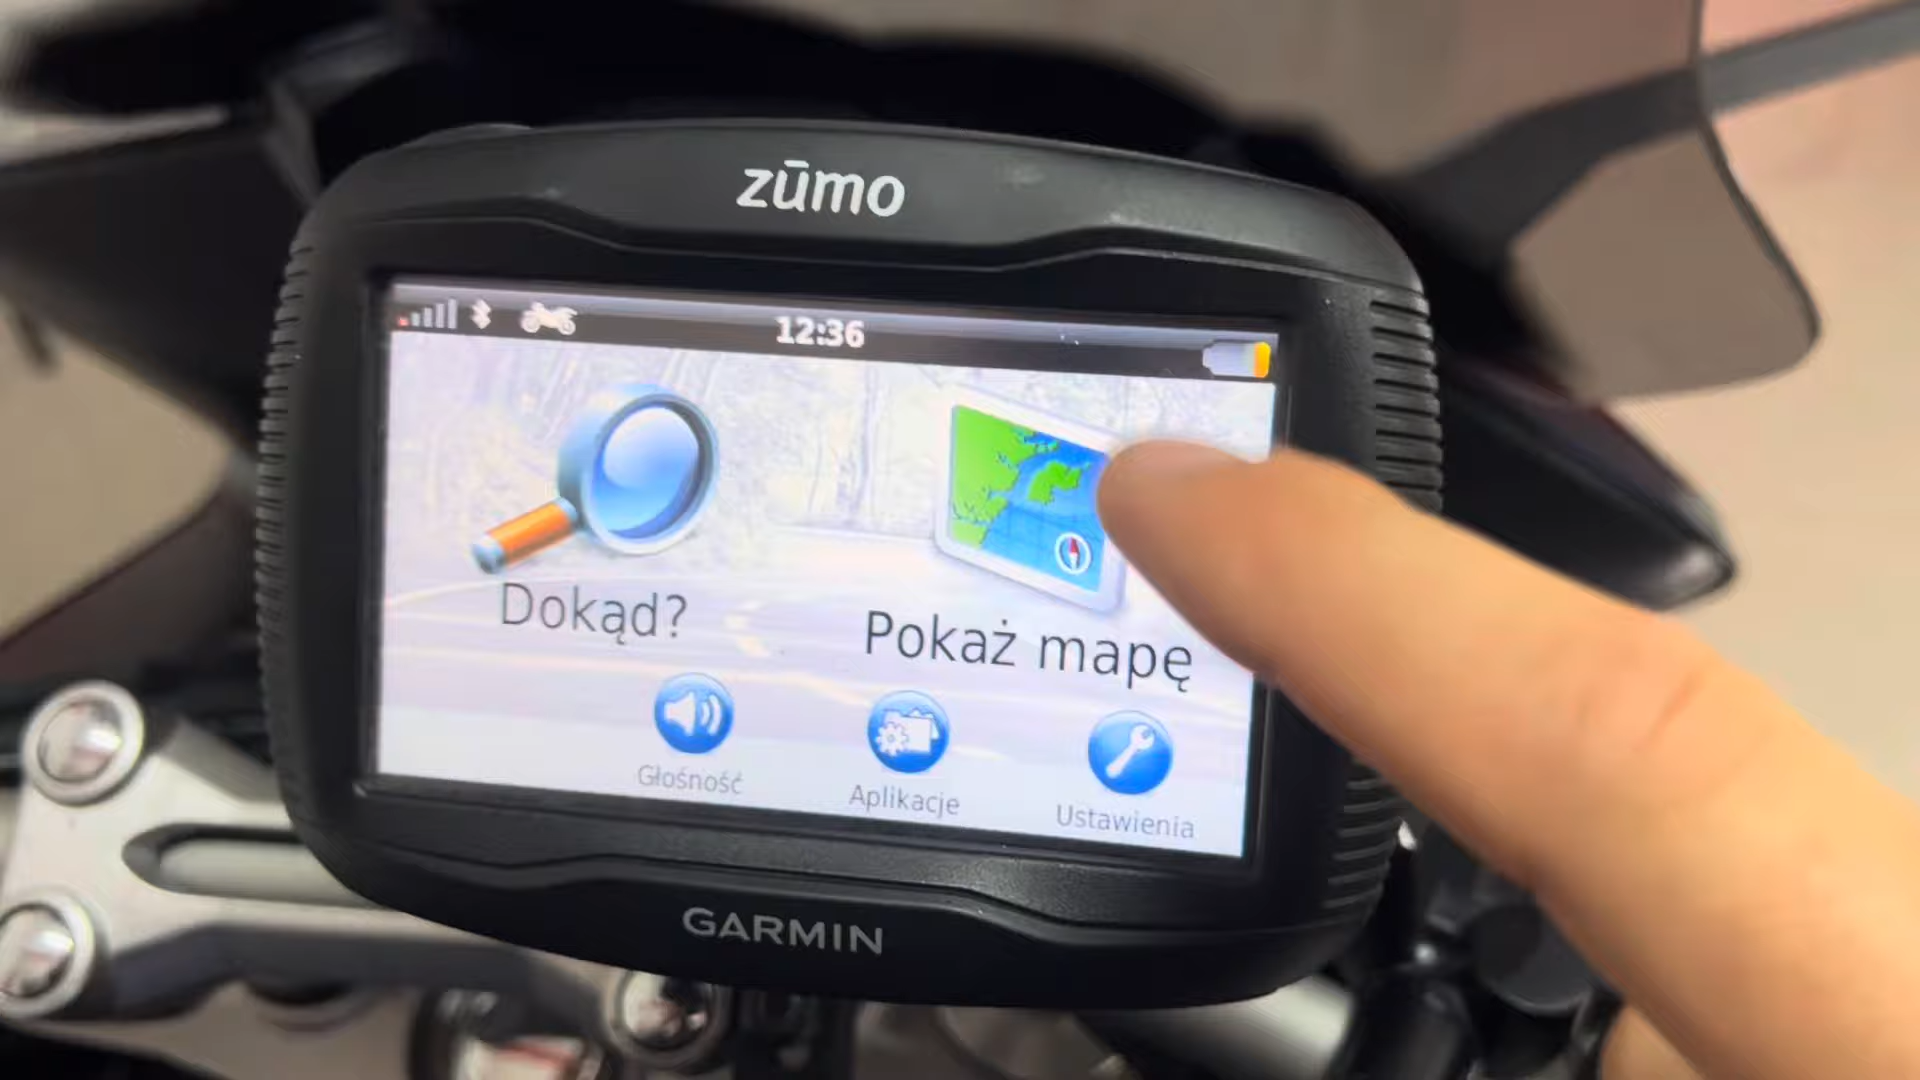 zūmo
12:36
Dokąd?
Pokaż mapę
Głośność
Aplikacje
Ustawienia
GARMIN